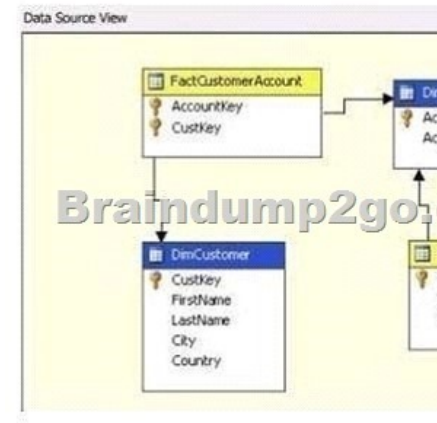 Data Source View
FactCustomerAccount
AccountKey
CustKey
Braindump2go.
DimCustomer
CustKey
FirstName
LastName
City
Country